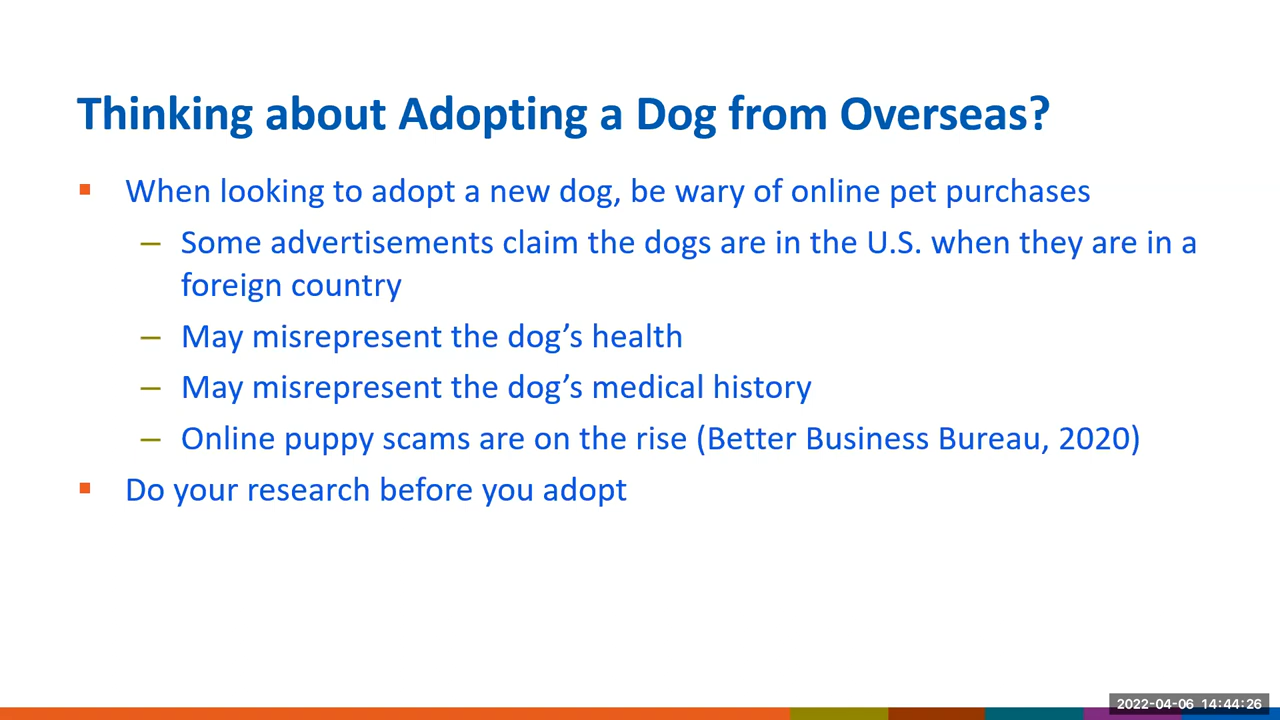 Thinking about Adopting a Dog from Overseas?
▪ When looking to adopt a new dog, be wary of online pet purchases
– Some advertisements claim the dogs are in the U.S. when they are in a
foreign country
– May misrepresent the dog’s health
– May misrepresent the dog’s medical history
– Online puppy scams are on the rise (Better Business Bureau, 2020)
▪ Do your research before you adopt
2022-04-06 14:44:26